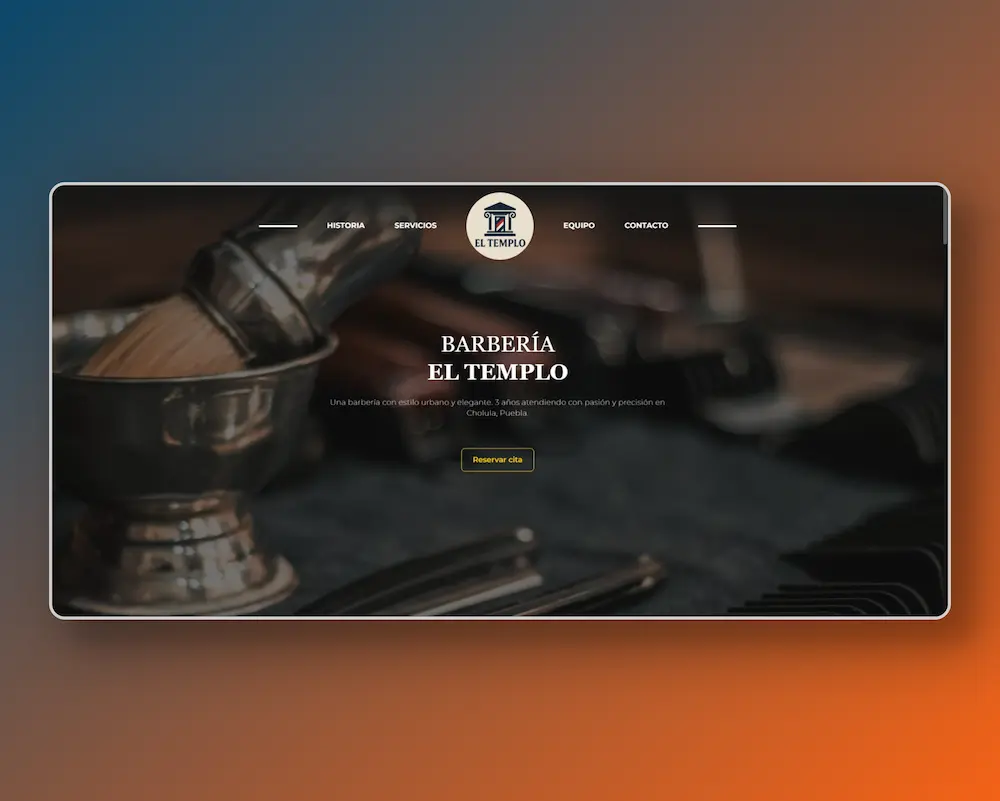 HISTORIA SERVICIOS EL TEMPLO EQUIPO CONTACTO
BARBERÍA
EL TEMPLO
Una barbería con estilo urbano y elegante. 3 años atendiendo con pasión y precisión en
Cholula, Puebla.
Reservar cita